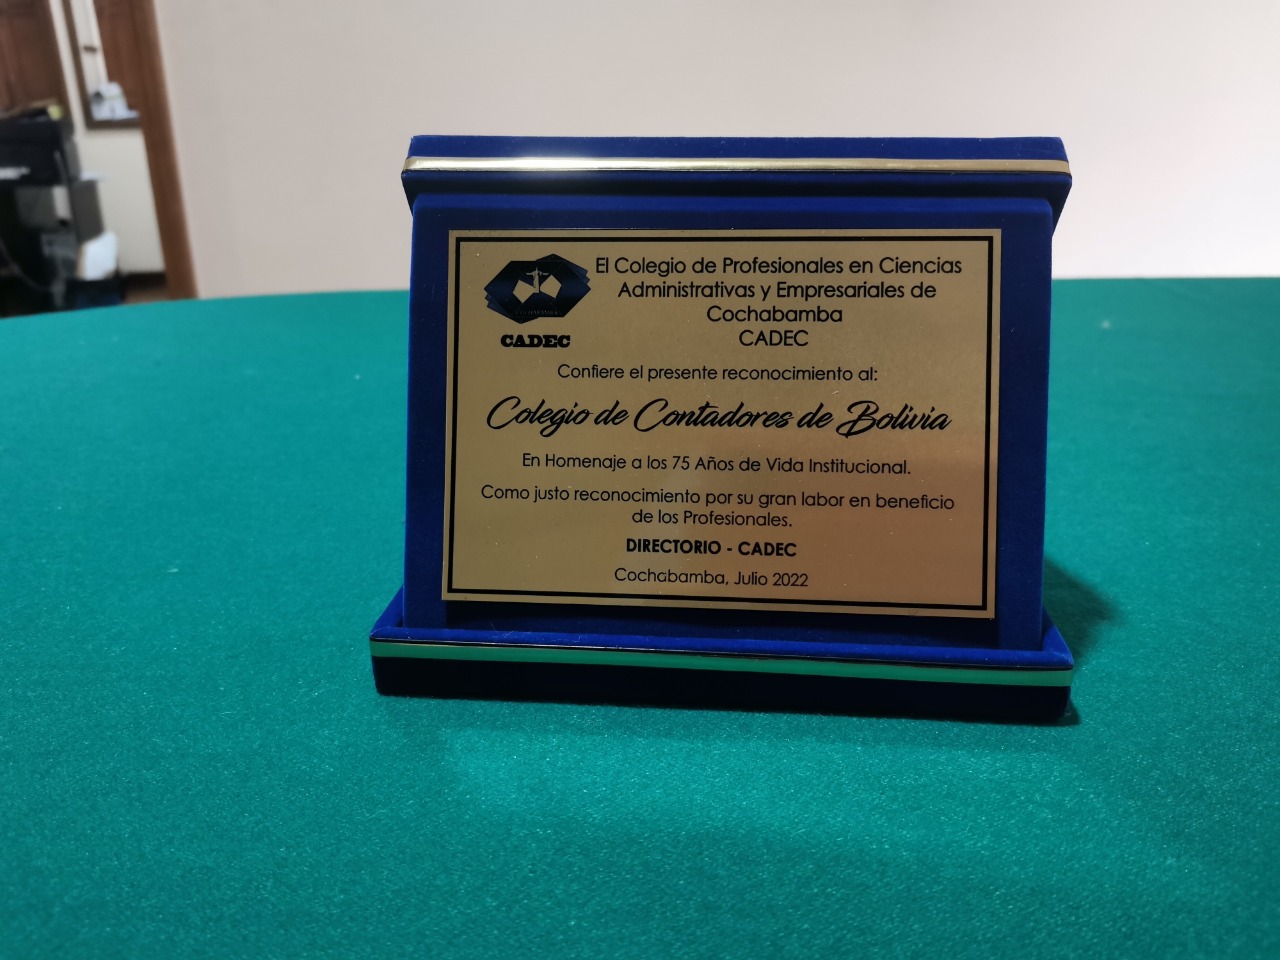 El Colegio de Profesionales en Ciencias
Administrativas y Empresariales de
Cochabamba
CADEC
CADEC
Confiere el presente reconocimiento al:
Colegio de Contadores de Bolivia
En Homenaje a los 75 Años de Vida Institucional.
Como justo reconocimiento por su gran labor en beneficio
de los Profesionales.
DIRECTORIO - CADEC
Cochabamba, Julio 2022